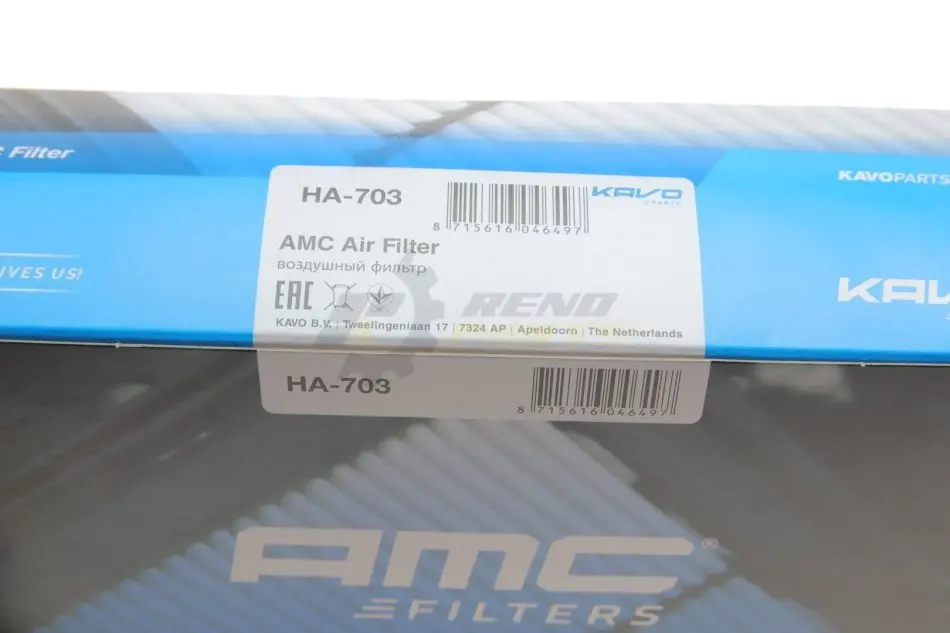 C Filter
KAVOPARTS
HA-703
8 715616 046497
KAVO
PARTS
AMC Air Filter
воздушный фильтр
IVES US!
EAC
RENO
KAVO B.V. | Tweelingenlaan 17 | 7324 AP | Apeldoorn | The Netherlands
HA-703
8 715616 046497
AMC®
FILTERS